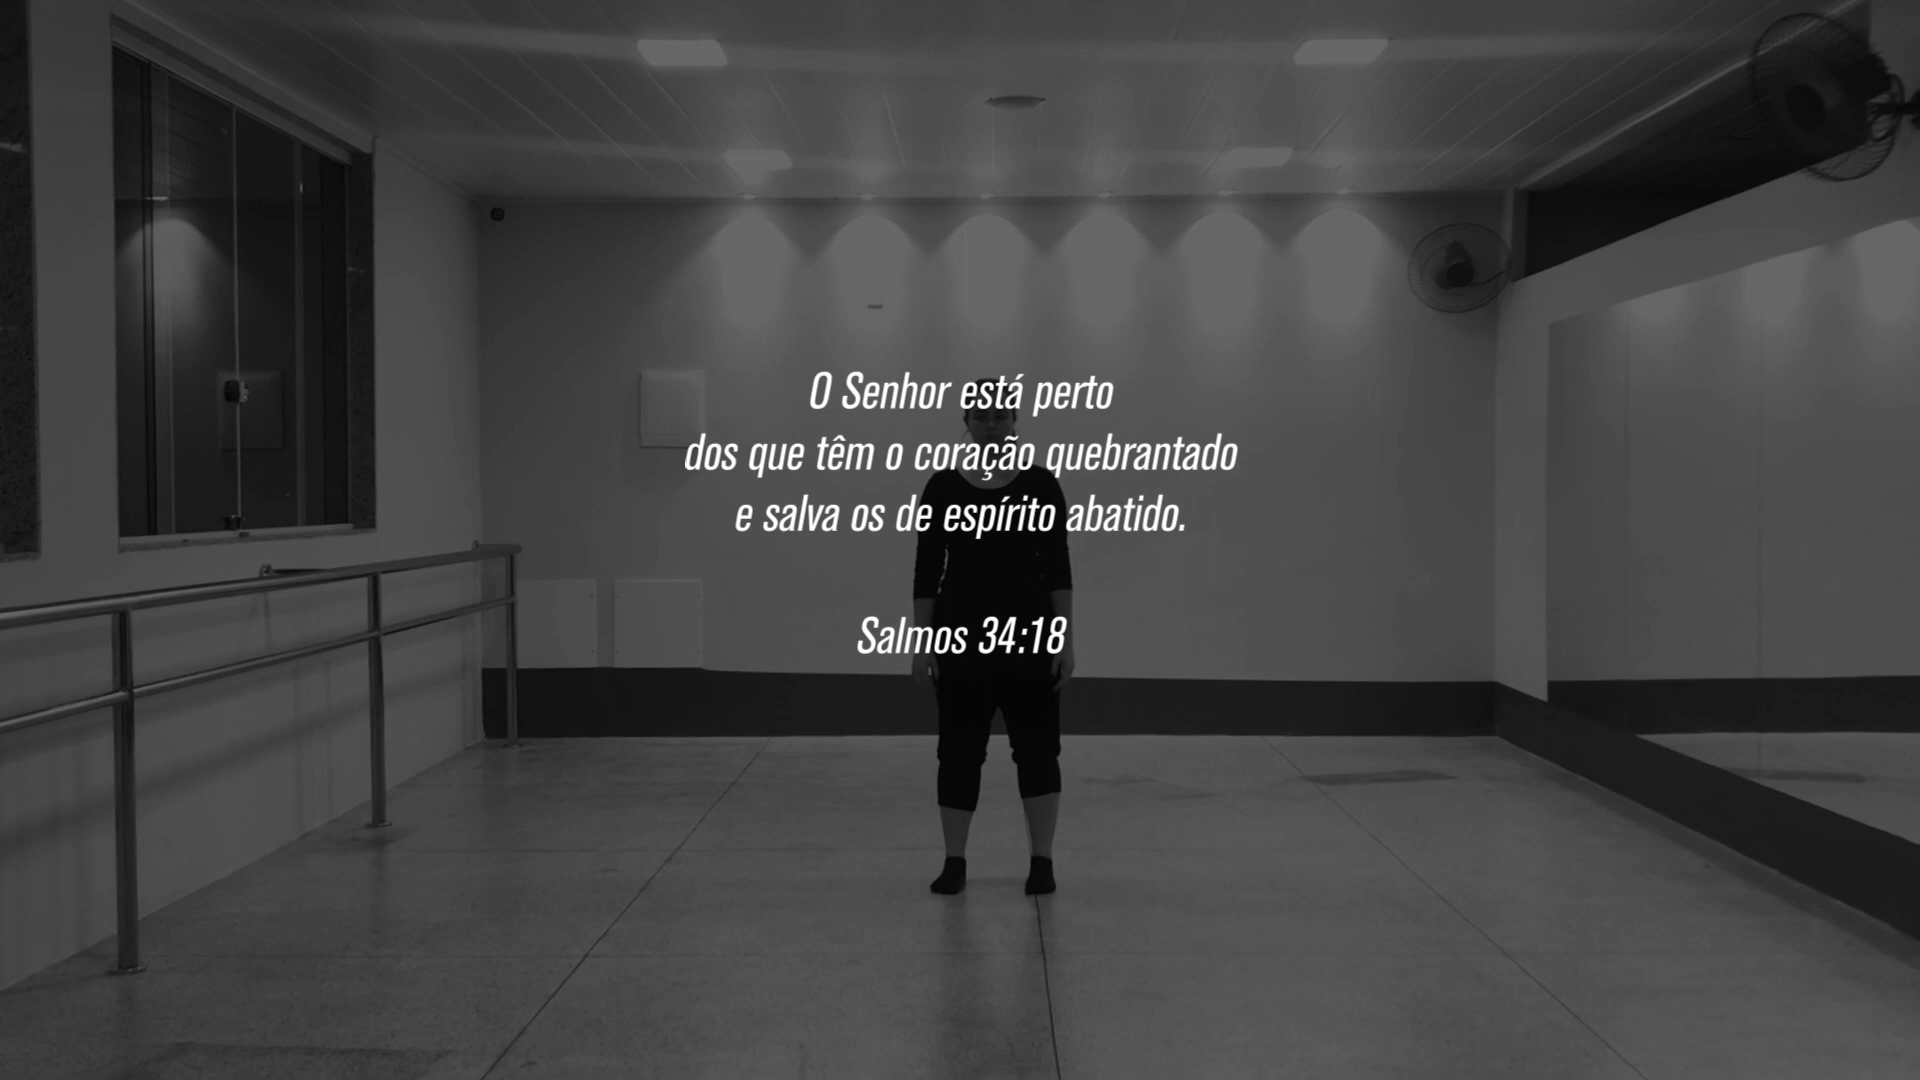 O Senhor está perto
dos que têm o coração quebrantado
e salva os de espírito abatido.
Salmos 34:18